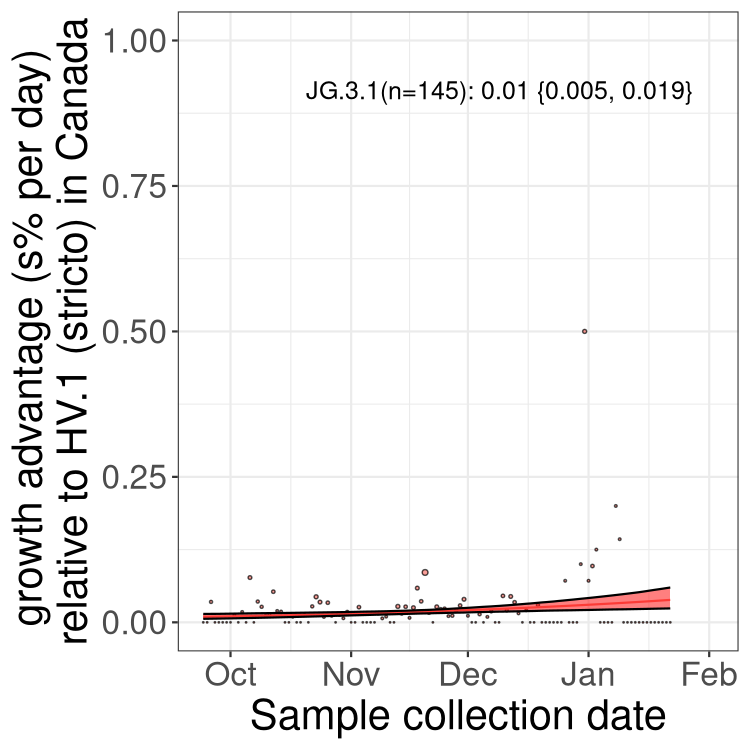 growth advantage (s% per day)
relative to HV.1 (stricto) in Canada
1.00
0.75
0.50
0.25
0.00
JG.3.1(n=145): 0.01 {0.005, 0.019}
Oct Nov Dec Jan Feb
Sample collection date